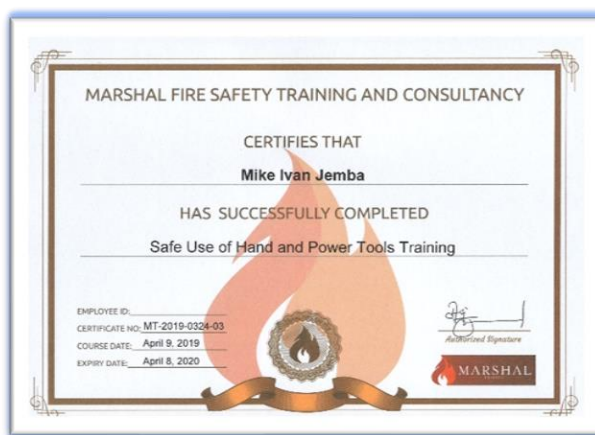 MARSHAL FIRE SAFETY TRAINING AND CONSULTANCY
CERTIFIES THAT
Mike Ivan Jemba
HAS SUCCESSFULLY COMPLETED
Safe Use of Hand and Power Tools Training
EMPLOYEE ID:
CERTIFICATE NO: MT-2019-0324-03
COURSE DATE: April 9, 2019
EXPIRY DATE: April 8, 2020
Authorized Signature
MARSHAL